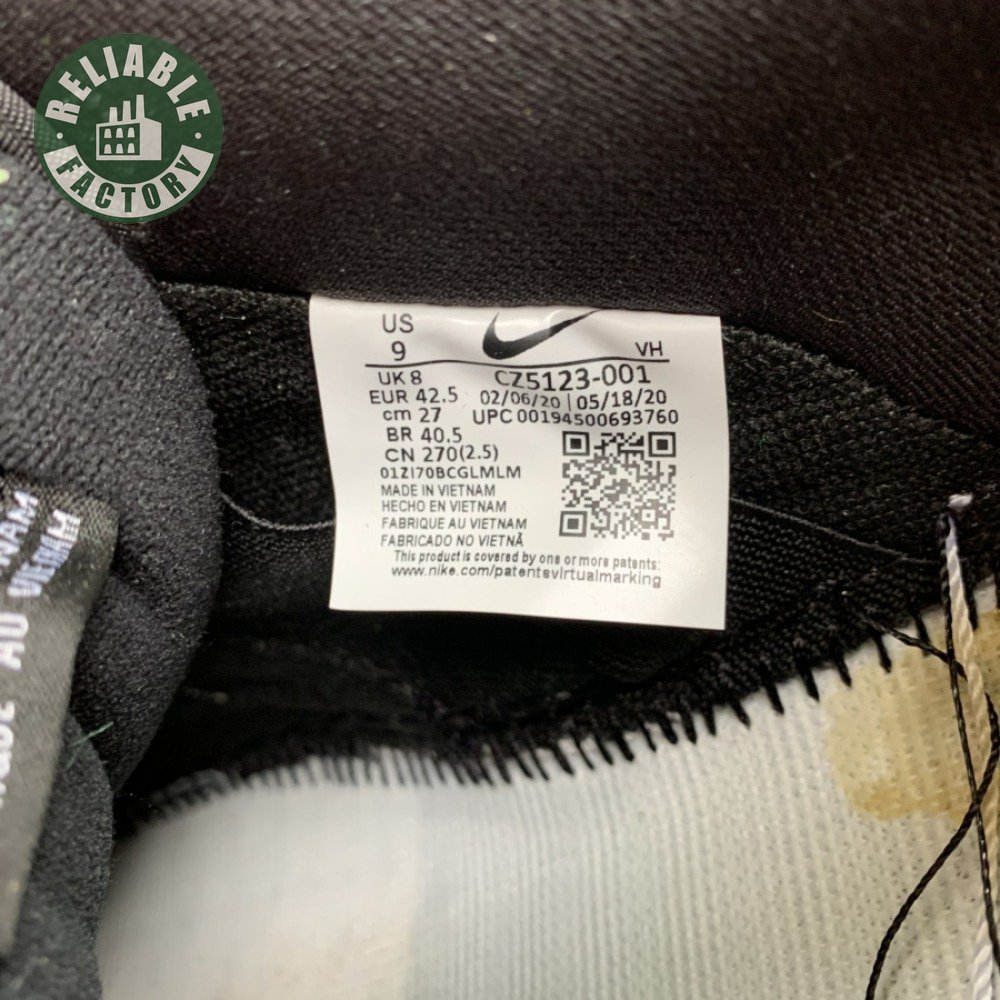 RELIABLE
FACTORY
US
9
VH
UK 8
CZ5123-001
EUR 42.5
02/06/20 | 05/18/20
cm 27
UPC 00194500693760
BR 40.5
CN 270(2.5)
01ZI70BCGLMLM
MADE IN VIETNAM
HECHO EN VIETNAM
FABRIQUE AU VIETNAM
FABRICADO NO VIETNÃ
This product is covered by one or more patents:
www.nike.com/patentsvirtualmarking
AU